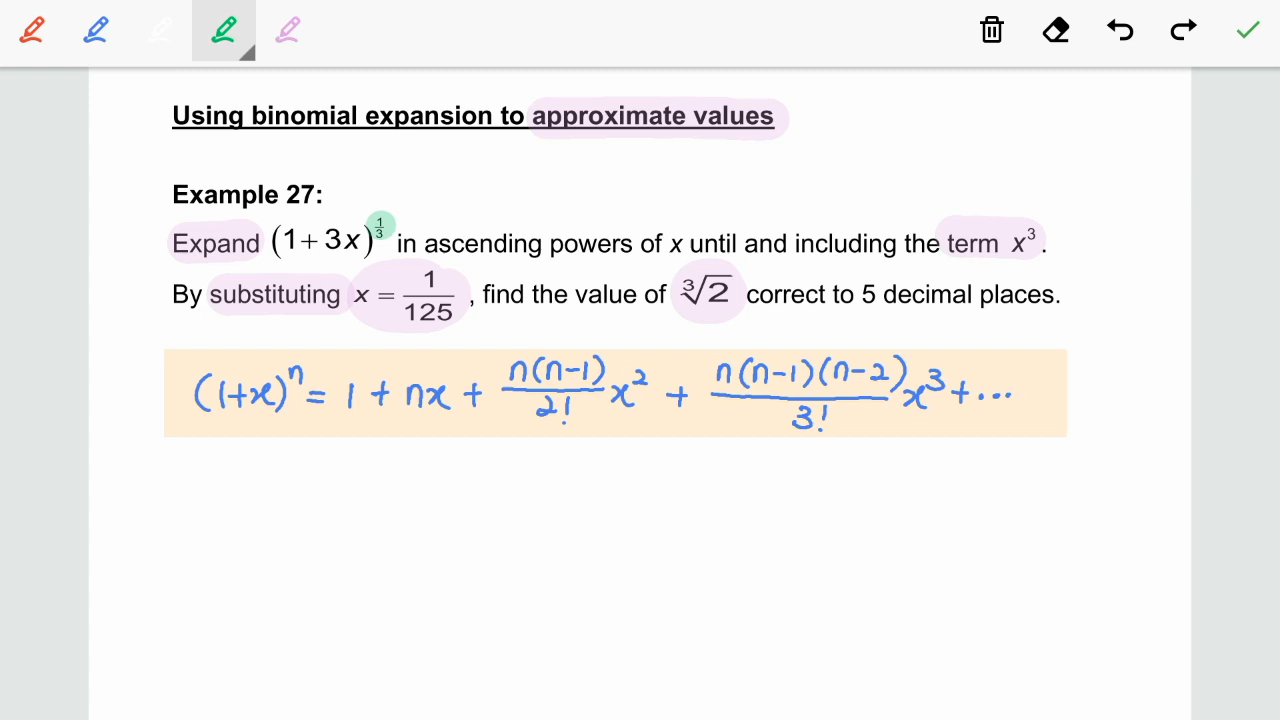 Using binomial expansion to approximate values
Example 27:
Expand (1+3x)^(1/3) in ascending powers of x until and including the term x³.
By substituting x = 1/125, find the value of ∛2 correct to 5 decimal places.
(1+x)ⁿ = 1 + nx + n(n-1)/2! x² + n(n-1)(n-2)/3! x³ + ...